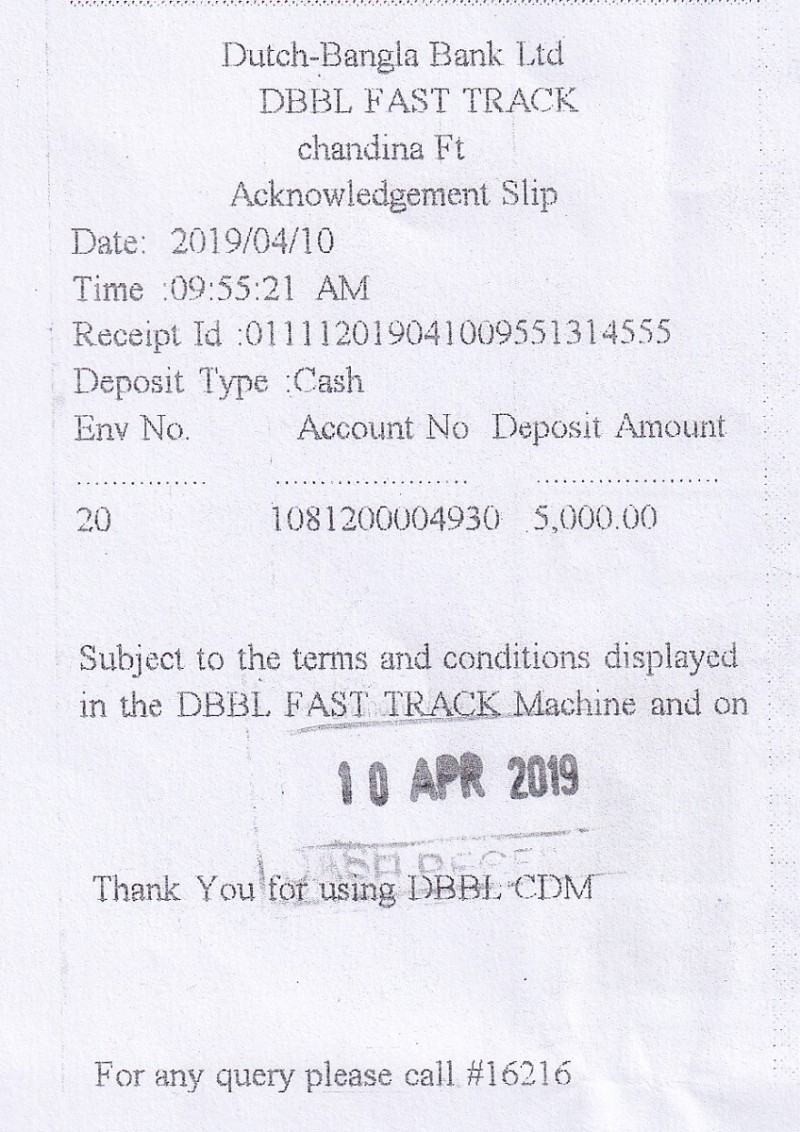 Dutch-Bangla Bank Ltd
DBBL FAST TRACK
chandina Ft
Acknowledgement Slip
Date: 2019/04/10
Time :09:55:21 AM
Receipt Id :0111120190410095513​14555
Deposit Type :Cash
Env No. Account No Deposit Amount
20 1081200004930 5,000.00
Subject to the terms and conditions displayed
in the DBBL FAST TRACK Machine and on
10 APR 2019
CASH
Thank You for using DBBL CDM
For any query please call #16216